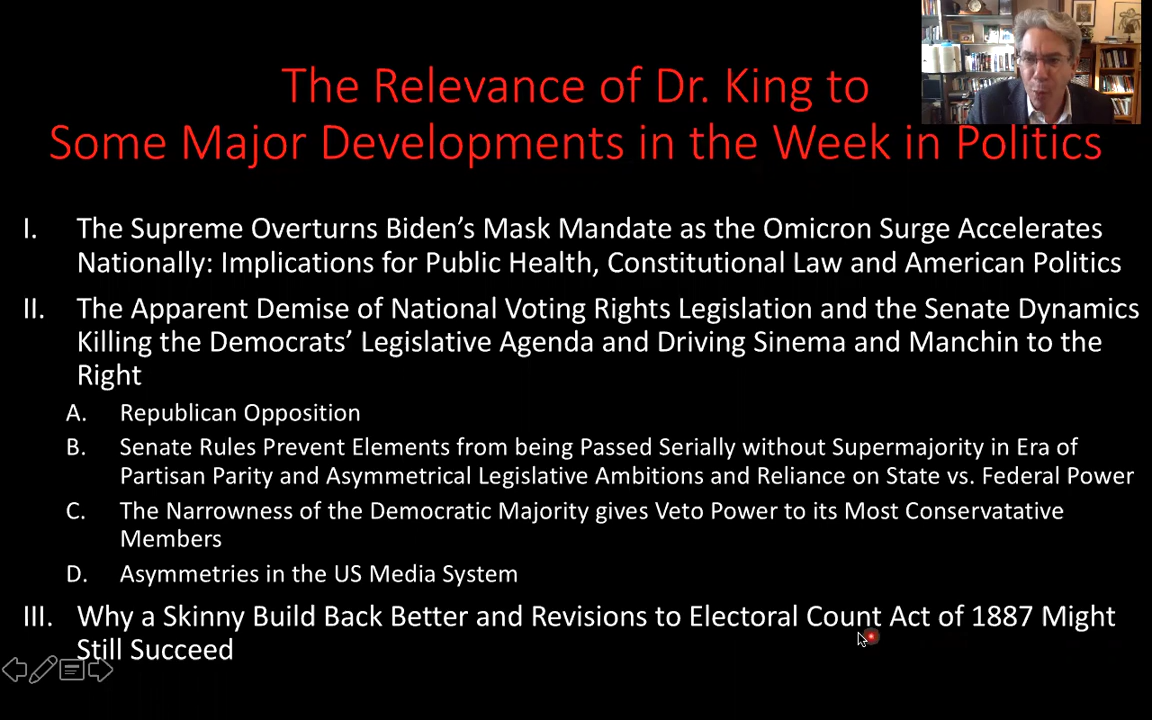 The Relevance of Dr. King to
Some Major Developments in the Week in Politics
I. The Supreme Overturns Biden's Mask Mandate as the Omicron Surge Accelerates
Nationally: Implications for Public Health, Constitutional Law and American Politics
II. The Apparent Demise of National Voting Rights Legislation and the Senate Dynamics
Killing the Democrats' Legislative Agenda and Driving Sinema and Manchin to the
Right
A. Republican Opposition
B. Senate Rules Prevent Elements from being Passed Serially without Supermajority in Era of
Partisan Parity and Asymmetrical Legislative Ambitions and Reliance on State vs. Federal Power
C. The Narrowness of the Democratic Majority gives Veto Power to its Most Conservatative
Members
D. Asymmetries in the US Media System
III. Why a Skinny Build Back Better and Revisions to Electoral Count Act of 1887 Might
Still Succeed